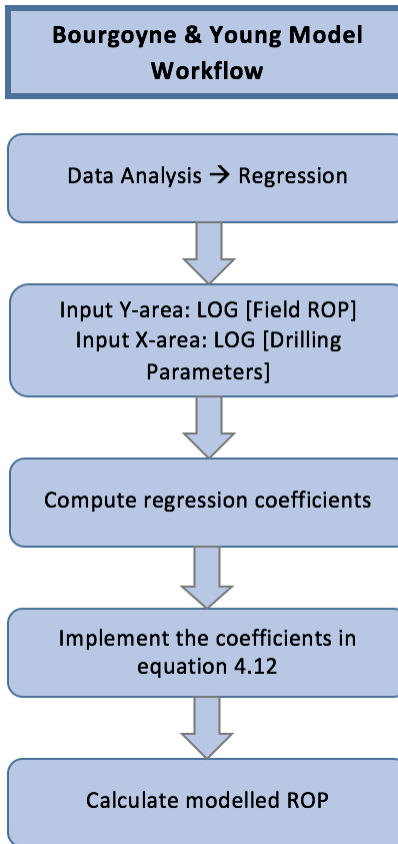 Bourgoyne & Young Model
Workflow
Data Analysis → Regression
Input Y-area: LOG [Field ROP]
Input X-area: LOG [Drilling
Parameters]
Compute regression coefficients
Implement the coefficients in
equation 4.12
Calculate modelled ROP